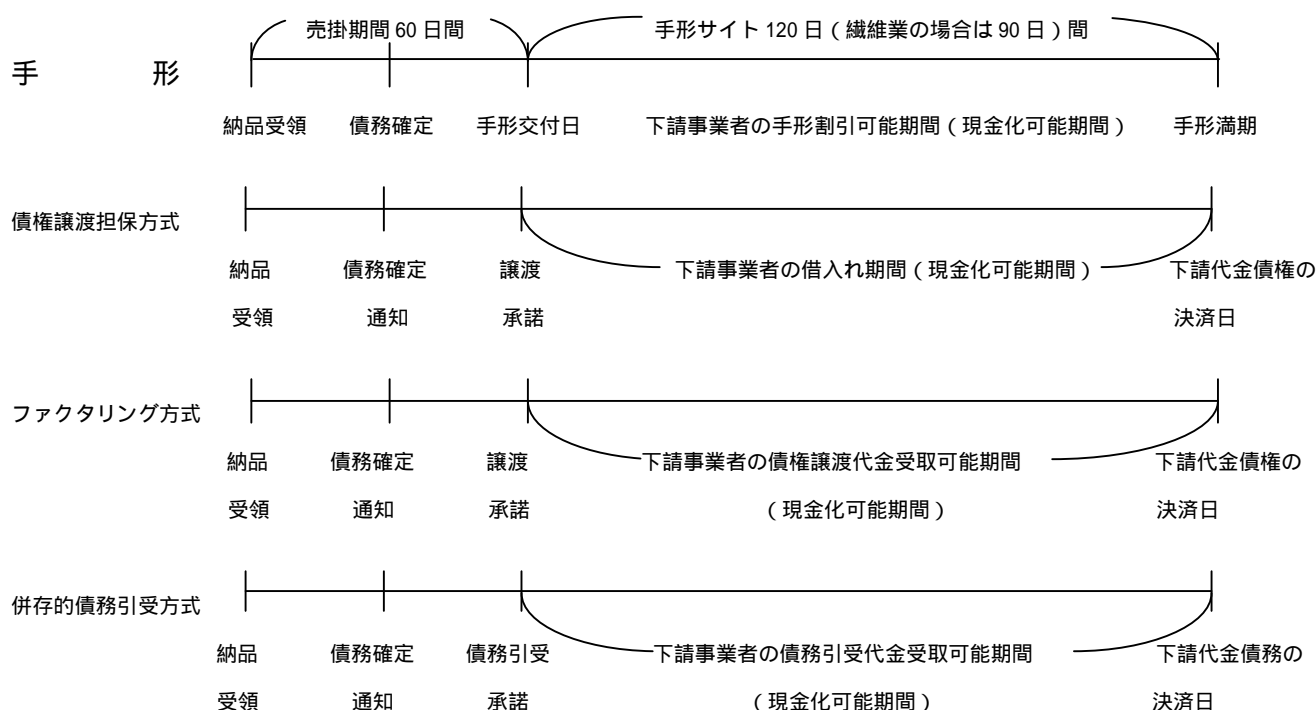 売掛期間 60 日間 手形サイト 120 日（繊維業の場合は 90 日）間
手 形
納品受領 債務確定 手形交付日 下請事業者の手形割引可能期間（現金化可能期間） 手形満期
債権譲渡担保方式
納品 債務確定 譲渡 下請事業者の借入れ期間（現金化可能期間） 下請代金債権の
受領 通知 承諾 決済日
ファクタリング方式
納品 債務確定 譲渡 下請事業者の債権譲渡代金受取可能期間 下請代金債権の
受領 通知 承諾 （現金化可能期間） 決済日
併存的債務引受方式
納品 債務確定 債務引受 下請事業者の債務引受代金受取可能期間 下請代金債務の
受領 通知 承諾 （現金化可能期間） 決済日